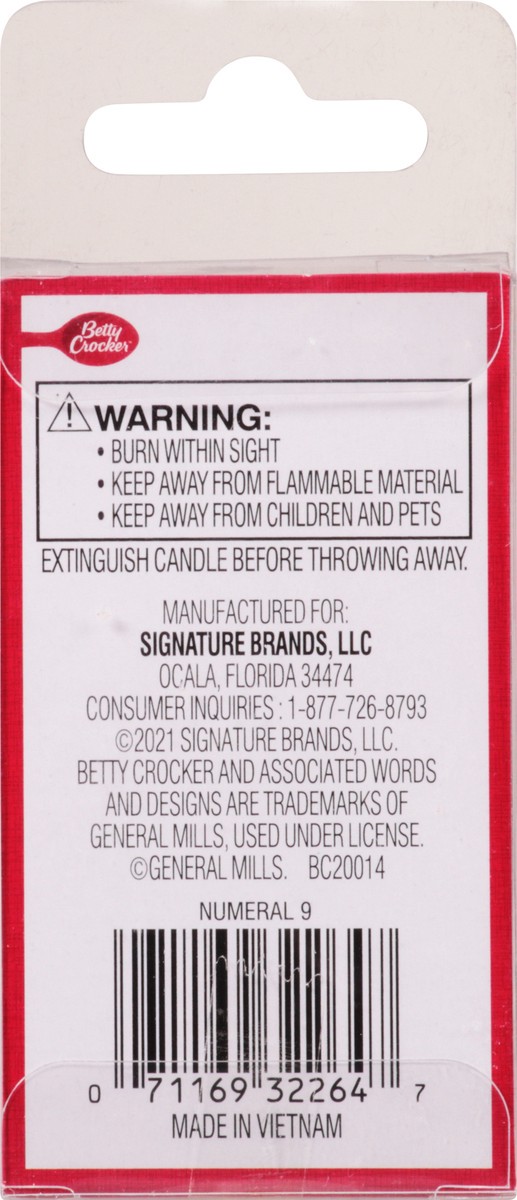 Betty
Crocker
WARNING:
• BURN WITHIN SIGHT
• KEEP AWAY FROM FLAMMABLE MATERIAL
• KEEP AWAY FROM CHILDREN AND PETS
EXTINGUISH CANDLE BEFORE THROWING AWAY.
MANUFACTURED FOR:
SIGNATURE BRANDS, LLC
OCALA, FLORIDA 34474
CONSUMER INQUIRIES : 1-877-726-8793
©2021 SIGNATURE BRANDS, LLC.
BETTY CROCKER AND ASSOCIATED WORDS
AND DESIGNS ARE TRADEMARKS OF
GENERAL MILLS, USED UNDER LICENSE.
©GENERAL MILLS. BC20014
NUMERAL 9
0 71169 32264 7
MADE IN VIETNAM